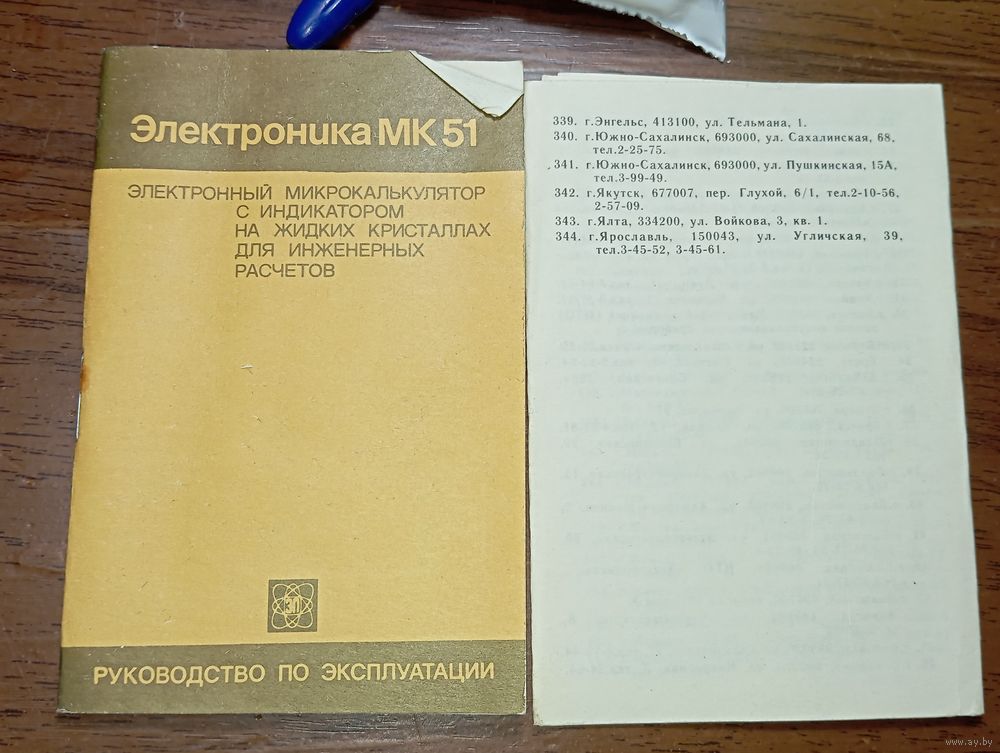 Электроника МК 51
ЭЛЕКТРОННЫЙ МИКРОКАЛЬКУЛЯТОР
С ИНДИКАТОРОМ
НА ЖИДКИХ КРИСТАЛЛАХ
ДЛЯ ИНЖЕНЕРНЫХ
РАСЧЕТОВ
ЭЛ
РУКОВОДСТВО ПО ЭКСПЛУАТАЦИИ
339. г.Энгельс, 413100, ул. Тельмана, 1.
340. г.Южно-Сахалинск, 693000, ул. Сахалинская, 68,
тел.2-25-75.
341. г.Южно-Сахалинск, 693000, ул. Пушкинская, 15А,
тел.3-99-49.
342. г.Якутск, 677007, пер. Глухой, 6/1, тел.2-10-56,
2-57-09.
343. г.Ялта, 334200, ул. Войкова, 3, кв. 1.
344. г.Ярославль, 150043, ул. Угличская, 39,
тел.3-45-52, 3-45-61.
www.ay.by